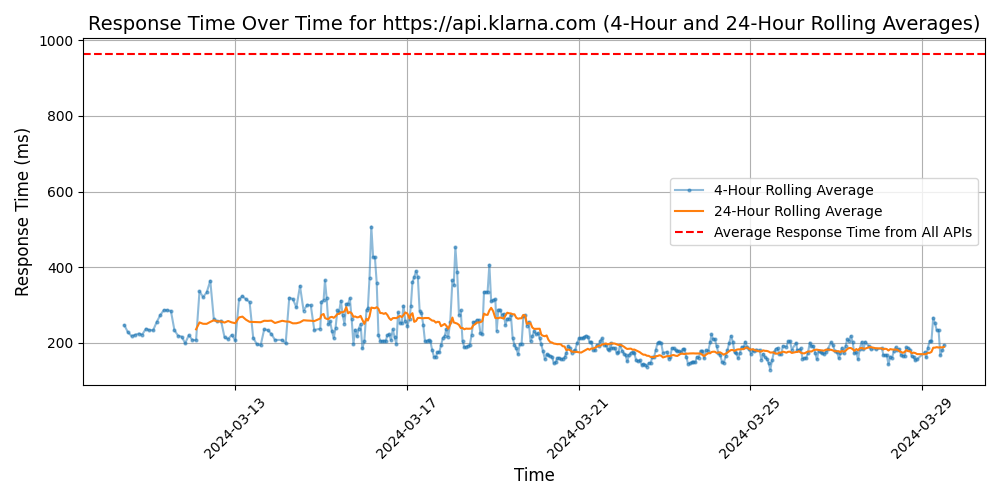 Response Time Over Time for https://api.klarna.com (4-Hour and 24-Hour Rolling Averages)
1000
800
600
400
200
Response Time (ms)
4-Hour Rolling Average
24-Hour Rolling Average
Average Response Time from All APIs
2024-03-13
2024-03-17
2024-03-21
2024-03-25
2024-03-29
Time